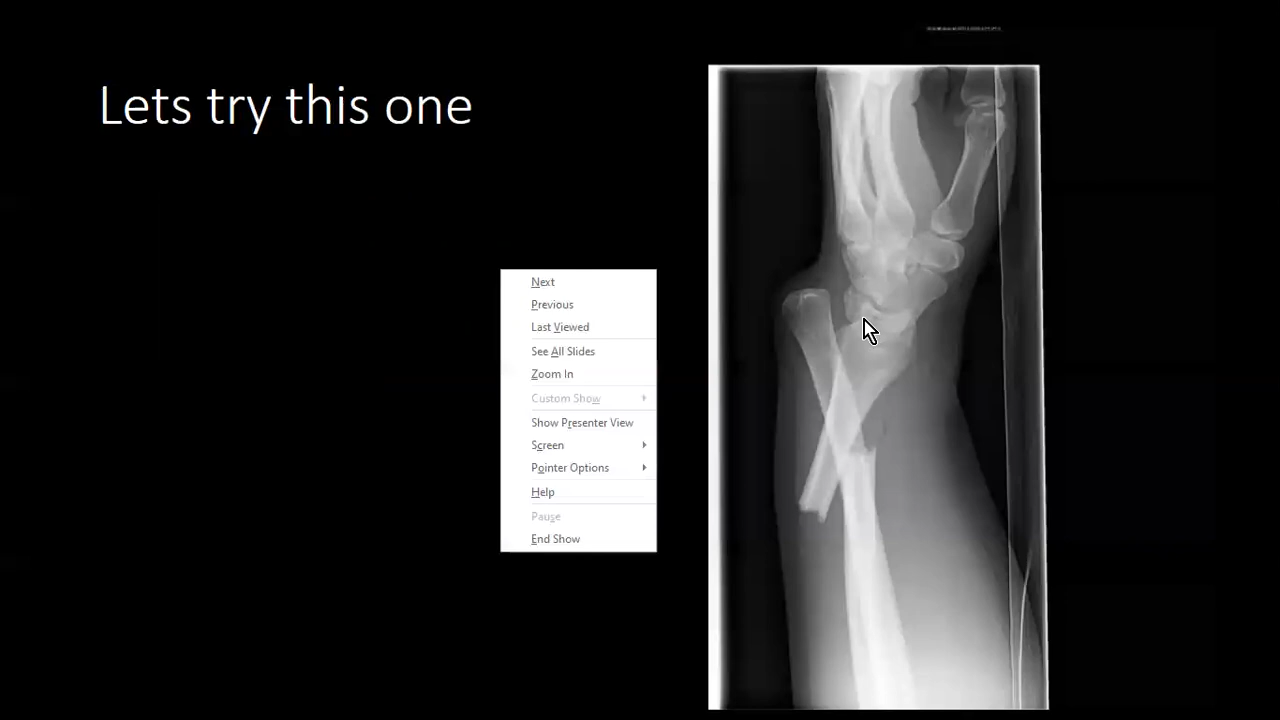 Lets try this one
Next
Previous
Last Viewed
See All Slides
Zoom In
Custom Show
Show Presenter View
Screen
Pointer Options
Help
Pause
End Show